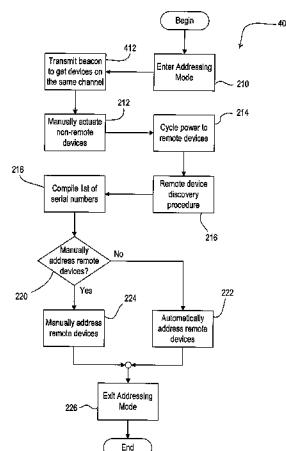 Begin
40
412
Transmit beacon
to get devices on
the same channel
Enter Addressing
Mode
210
212
214
Manually actuate
non-remote
devices
Cycle power to
remote devices
218
Compile list of
serial numbers
Remote device
discovery
procedure
216
Manually
address remote
devices?
No
220
Yes
224
222
Manually address
remote devices
Automatically
address remote
devices
Exit Addressing
Mode
226
End